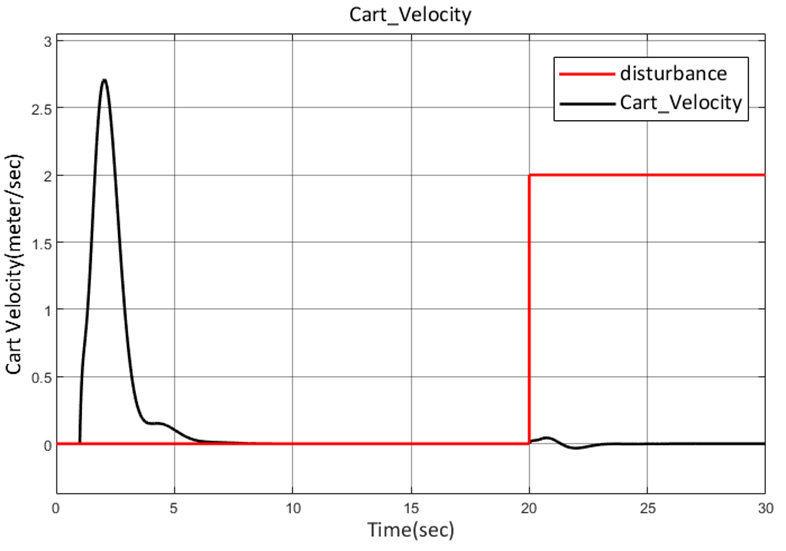 Cart_Velocity
disturbance
Cart_Velocity
Cart Velocity(meter/sec)
3
2.5
2
1.5
1
0.5
0
0 5 10 15 20 25 30
Time(sec)